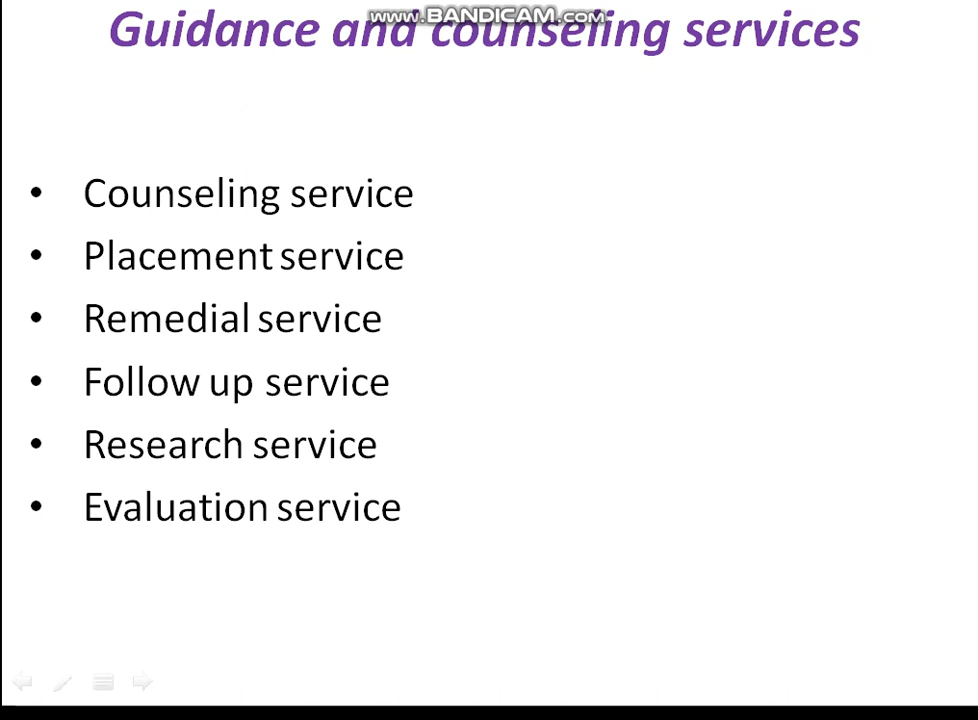 www.BANDICAM.com
Guidance and counseling services
• Counseling service
• Placement service
• Remedial service
• Follow up service
• Research service
• Evaluation service